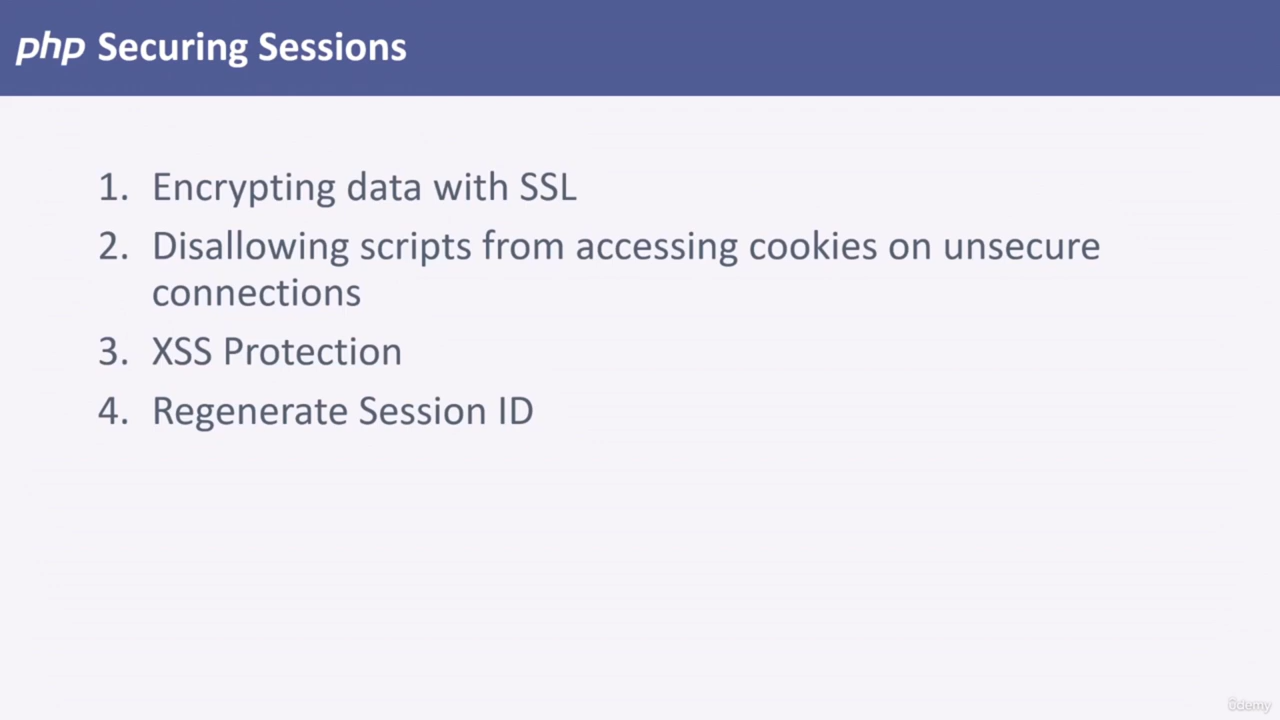 php Securing Sessions
1. Encrypting data with SSL
2. Disallowing scripts from accessing cookies on unsecure
connections
3. XSS Protection
4. Regenerate Session ID
ûdemy